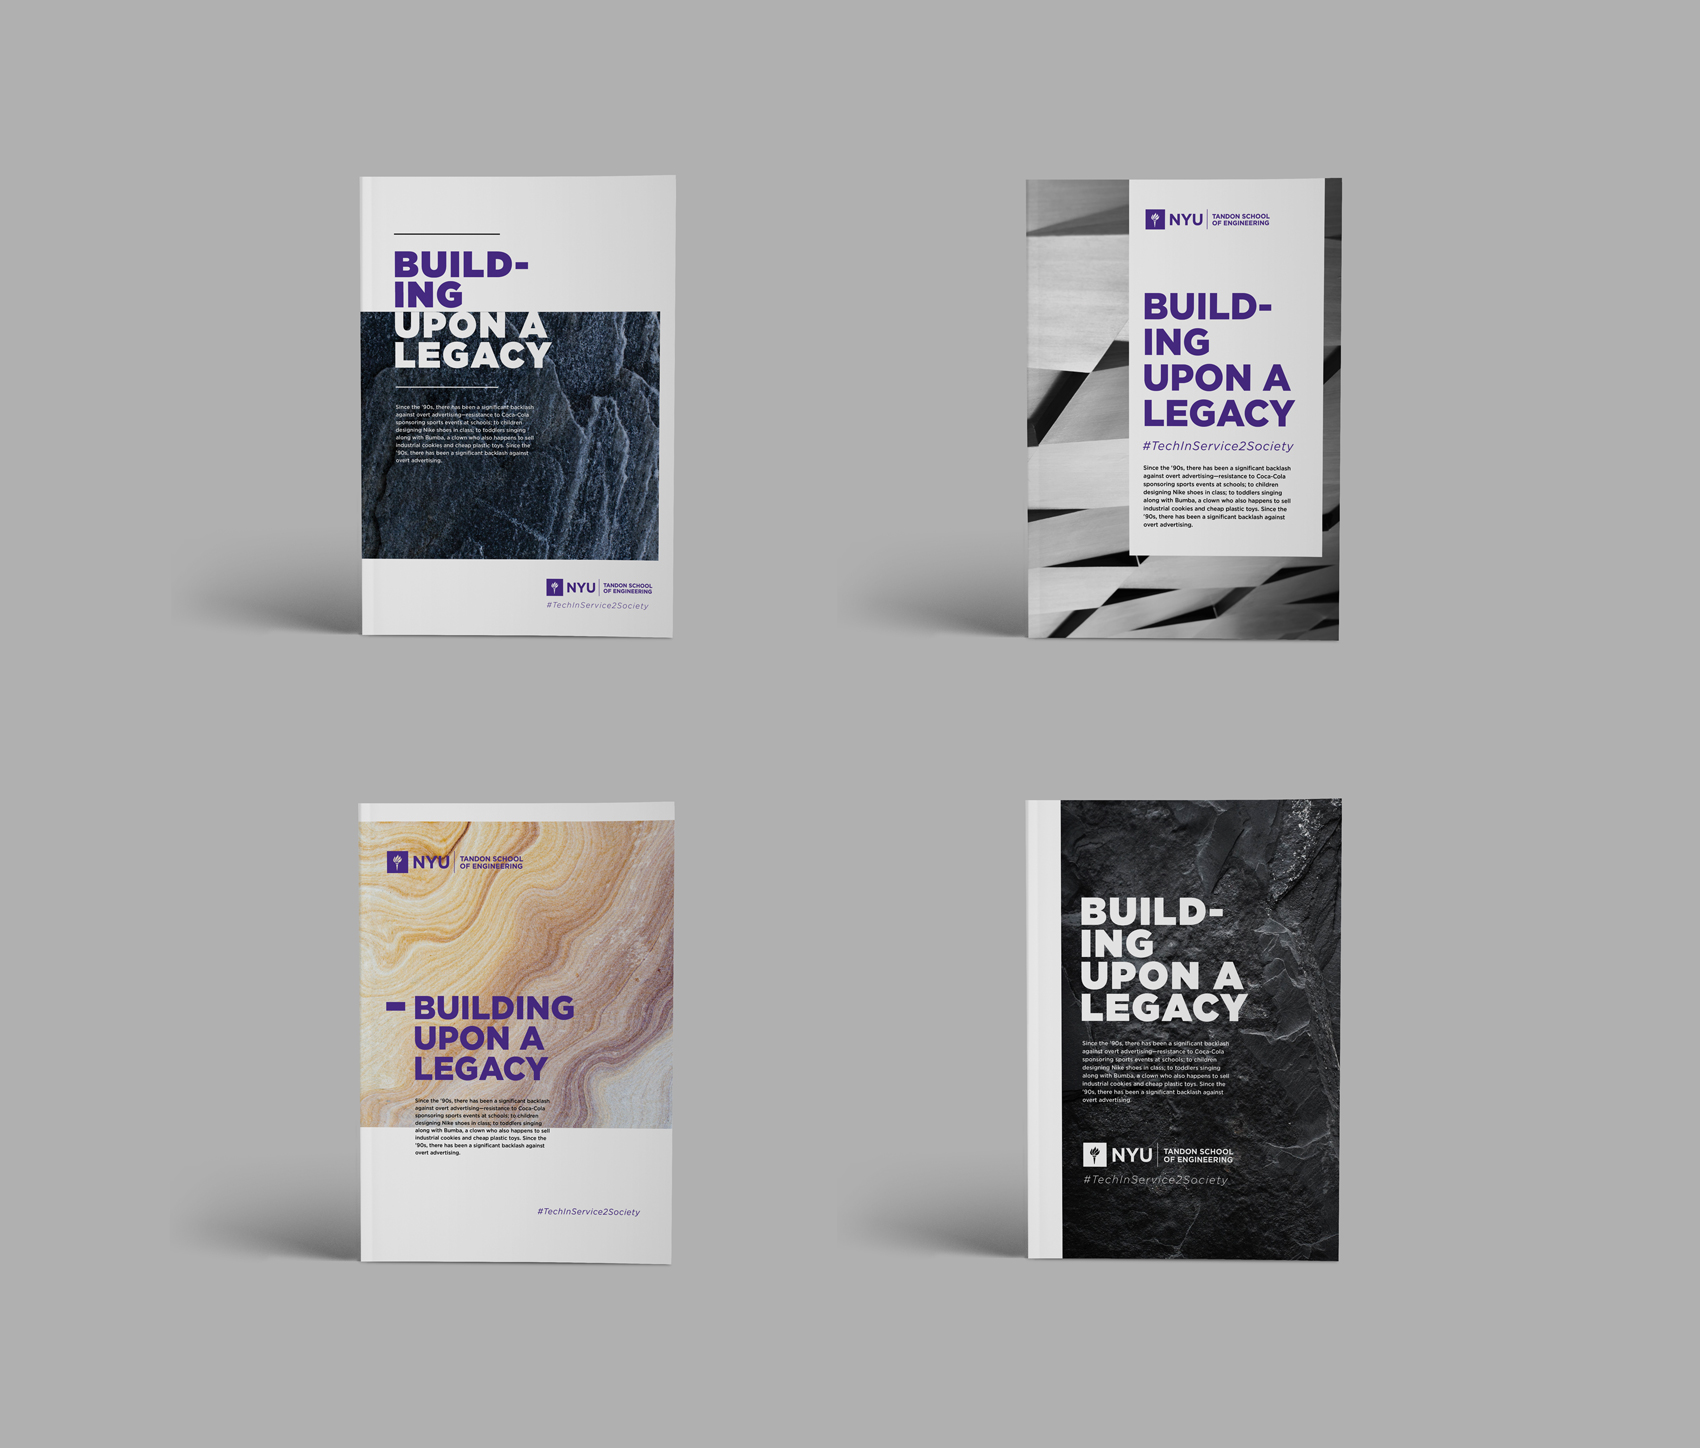 BUILD-
ING
UPON A
LEGACY
Since the '90s, there has been a significant backlash
against overt advertising—resistance to Coca-Cola
sponsoring sports events at schools; to children
designing Nike shoes in class; to toddlers singing
along with Bumba, a clown who also happens to sell
industrial cookies and cheap plastic toys. Since the
'90s, there has been a significant backlash against
overt advertising.
NYU TANDON SCHOOL
OF ENGINEERING
#TechInService2Society
NYU TANDON SCHOOL
OF ENGINEERING
BUILD-
ING
UPON A
LEGACY
#TechInService2Society
Since the '90s, there has been a significant backlash
against overt advertising—resistance to Coca-Cola
sponsoring sports events at schools; to children
designing Nike shoes in class; to toddlers singing
along with Bumba, a clown who also happens to sell
industrial cookies and cheap plastic toys. Since the
'90s, there has been a significant backlash against
overt advertising.
NYU TANDON SCHOOL
OF ENGINEERING
BUILDING
UPON A
LEGACY
Since the '90s, there has been a significant backlash
against overt advertising—resistance to Coca-Cola
sponsoring sports events at schools; to children
designing Nike shoes in class; to toddlers singing
along with Bumba, a clown who also happens to sell
industrial cookies and cheap plastic toys. Since the
'90s, there has been a significant backlash against
overt advertising.
#TechInService2Society
BUILD-
ING
UPON A
LEGACY
Since the '90s, there has been a significant backlash
against overt advertising—resistance to Coca-Cola
sponsoring sports events at schools; to children
designing Nike shoes in class; to toddlers singing
along with Bumba, a clown who also happens to sell
industrial cookies and cheap plastic toys. Since the
'90s, there has been a significant backlash against
overt advertising.
NYU TANDON SCHOOL
OF ENGINEERING
#TechInService2Society